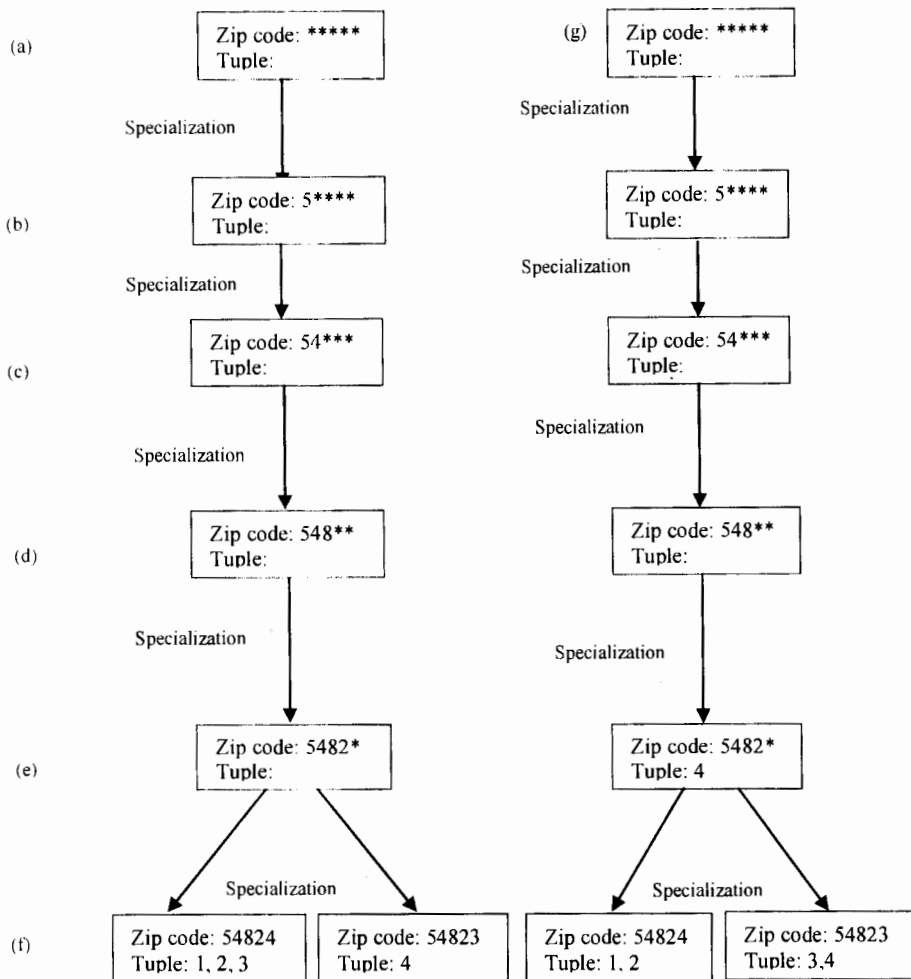 (a)
Zip code: *****
Tuple:
Specialization
(b)
Zip code: 5****
Tuple:
Specialization
(c)
Zip code: 54***
Tuple:
Specialization
(d)
Zip code: 548**
Tuple:
Specialization
(e)
Zip code: 5482*
Tuple:
Specialization
(f)
Zip code: 54824
Tuple: 1, 2, 3
Zip code: 54823
Tuple: 4
(g)
Zip code: *****
Tuple:
Specialization
Zip code: 5****
Tuple:
Specialization
Zip code: 54***
Tuple:
Specialization
Zip code: 548**
Tuple:
Specialization
Zip code: 5482*
Tuple: 4
Specialization
Zip code: 54824
Tuple: 1, 2
Zip code: 54823
Tuple: 3,4